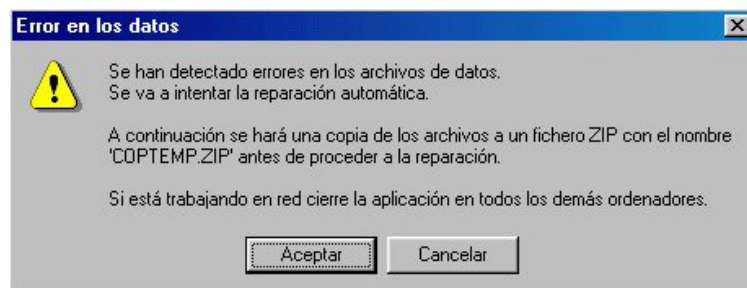 Error en los datos
Se han detectado errores en los archivos de datos.
Se va a intentar la reparación automática.
A continuación se hará una copia de los archivos a un fichero ZIP con el nombre
'COPTEMP.ZIP' antes de proceder a la reparación.
Si está trabajando en red cierre la aplicación en todos los demás ordenadores.
Aceptar
Cancelar